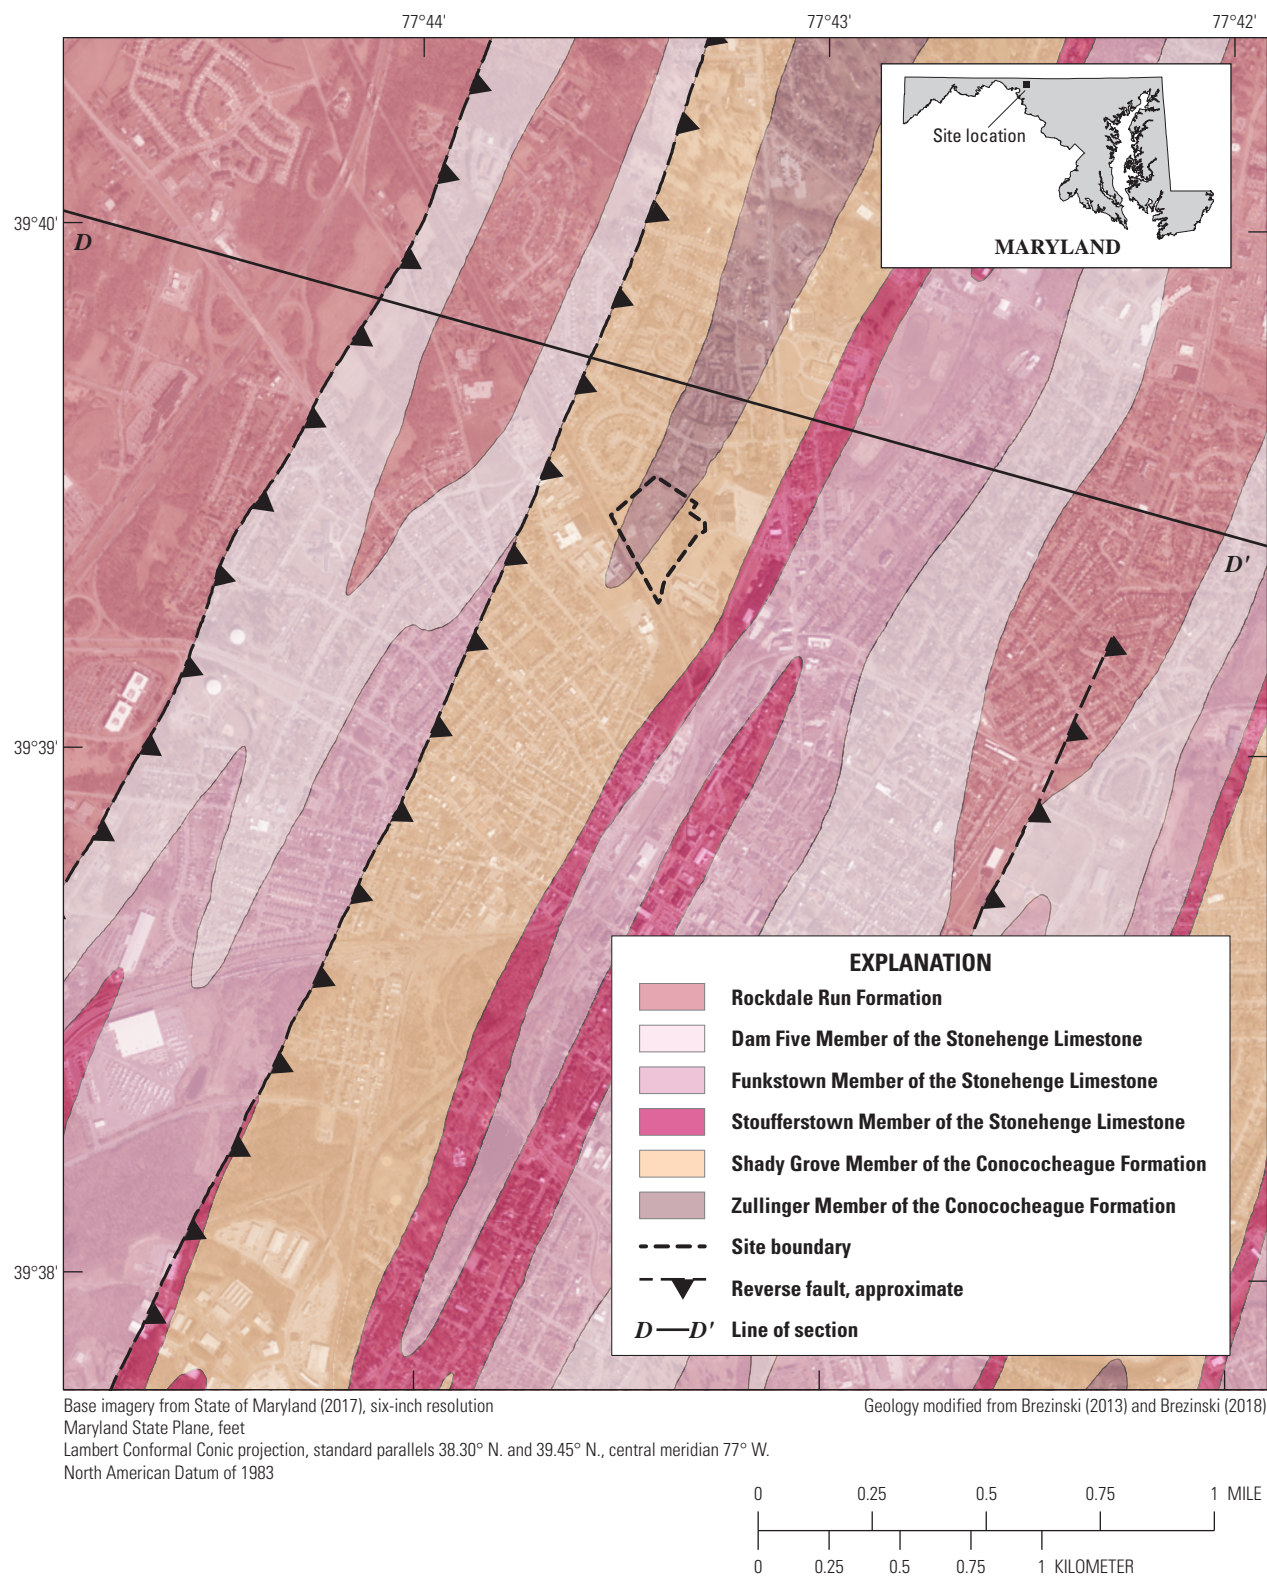 77°44'
77°43'
77°42'
39°40'
39°39'
39°38'
D
D'
Site location
MARYLAND
EXPLANATION
Rockdale Run Formation
Dam Five Member of the Stonehenge Limestone
Funkstown Member of the Stonehenge Limestone
Stoufferstown Member of the Stonehenge Limestone
Shady Grove Member of the Conococheague Formation
Zullinger Member of the Conococheague Formation
Site boundary
Reverse fault, approximate
D D' Line of section
Base imagery from State of Maryland (2017), six-inch resolution
Maryland State Plane, feet
Lambert Conformal Conic projection, standard parallels 38.30° N. and 39.45° N., central meridian 77° W.
North American Datum of 1983
Geology modified from Brezinski (2013) and Brezinski (2018)
0 0.25 0.5 0.75 1 MILE
0 0.25 0.5 0.75 1 KILOMETER